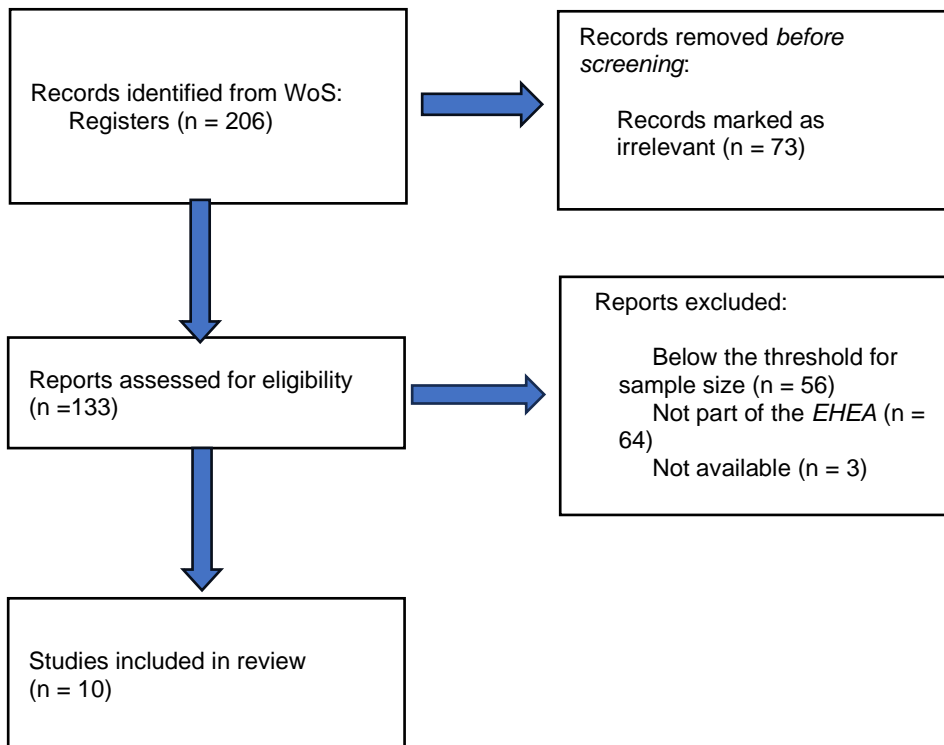 Records identified from WoS:
Registers (n = 206)
Records removed before
screening:
Records marked as
irrelevant (n = 73)
Reports assessed for eligibility
(n =133)
Reports excluded:
Below the threshold for
sample size (n = 56)
Not part of the EHEA (n =
64)
Not available (n = 3)
Studies included in review
(n = 10)